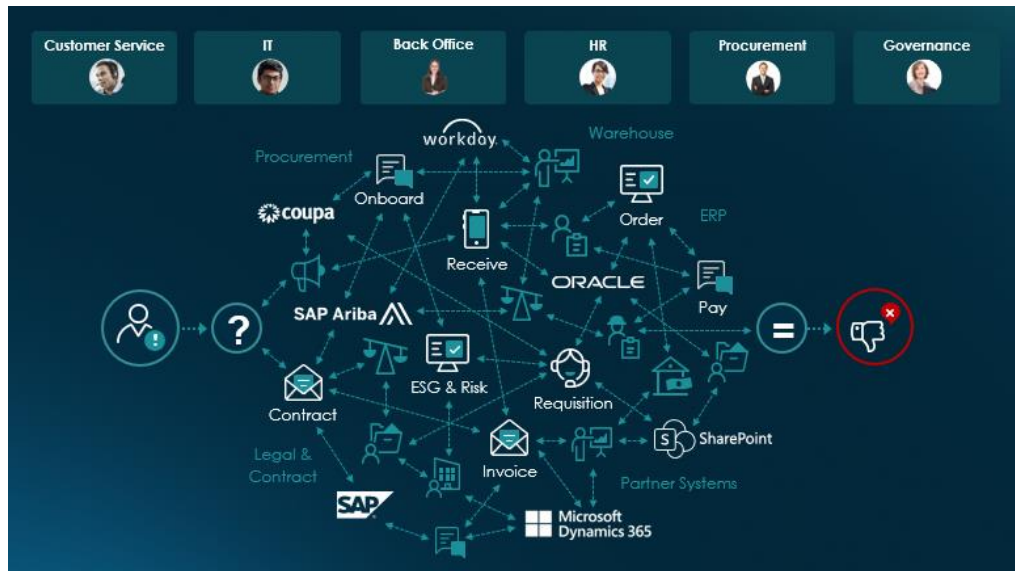 Customer Service
IT
Back Office
HR
Procurement
Governance
workday.
Warehouse
Procurement
Onboard
coupa
Order
ERP
Receive
ORACLE
Pay
SAP Ariba
?
=
ESG & Risk
Requisition
Contract
S
SharePoint
Legal &
Contract
Invoice
Partner Systems
SAP
Microsoft
Dynamics 365